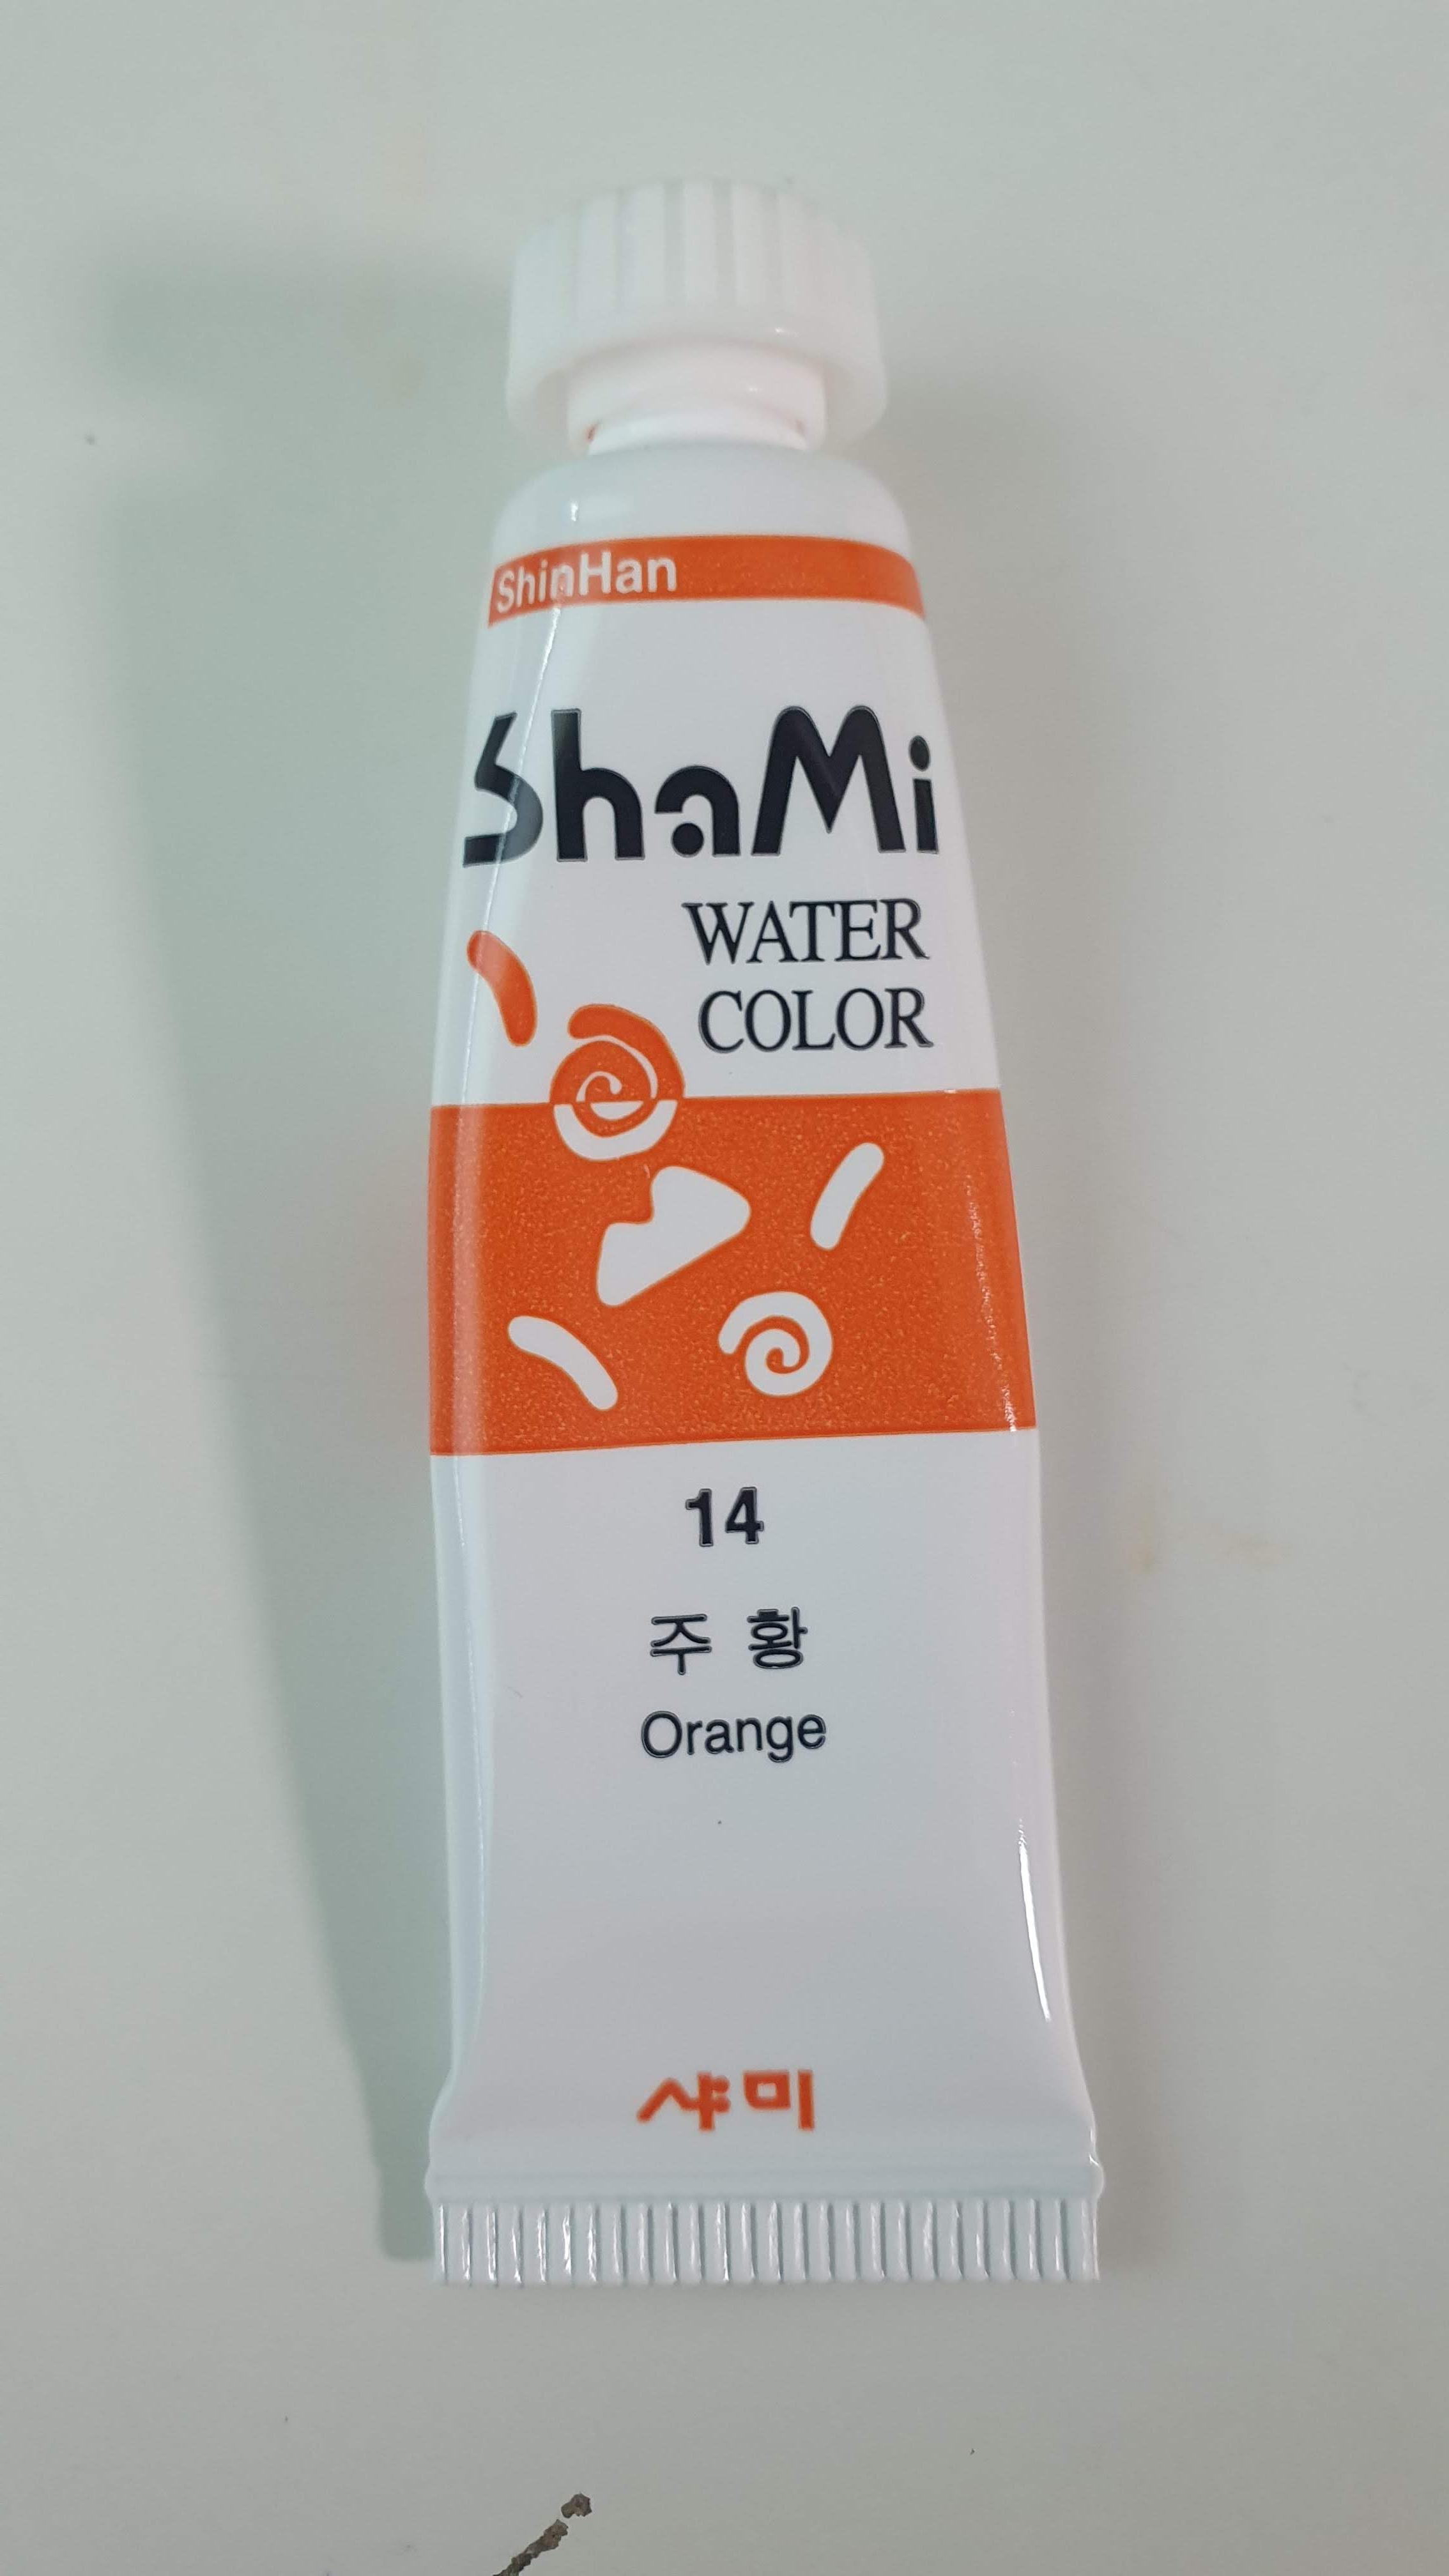 ShinHan
ShaMi
WATER
COLOR
14
주 황
Orange
샤미